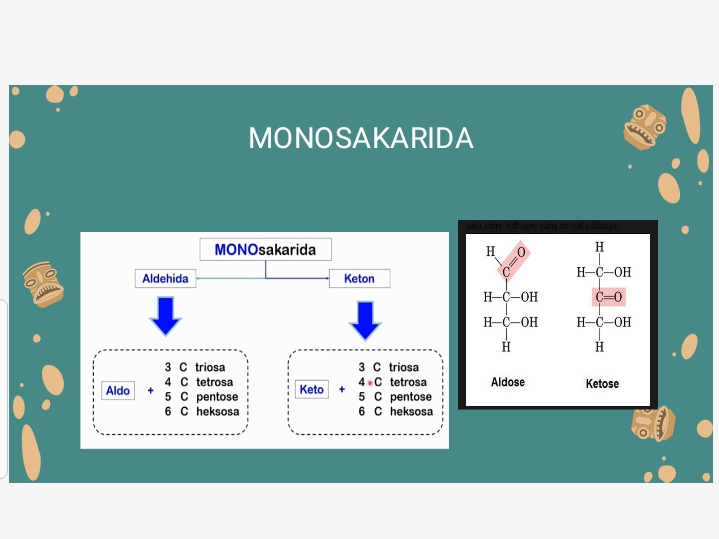 MONOSAKARIDA
MONOsakarida
Aldehida
Keton
Aldo +
3 C triosa
4 C tetrosa
5 C pentose
6 C heksosa
Keto +
3 C triosa
4 C tetrosa
5 C pentose
6 C heksosa
H O
C
H—C—OH
H—C—OH
H
Aldose
H
H—C—OH
C=O
H—C—OH
H
Ketose